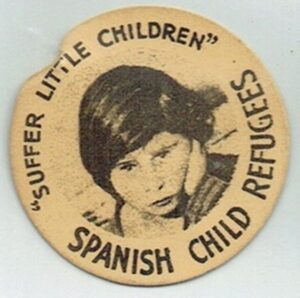 "SUFFER LITTLE CHILDREN"
SPANISH CHILD REFUGEES